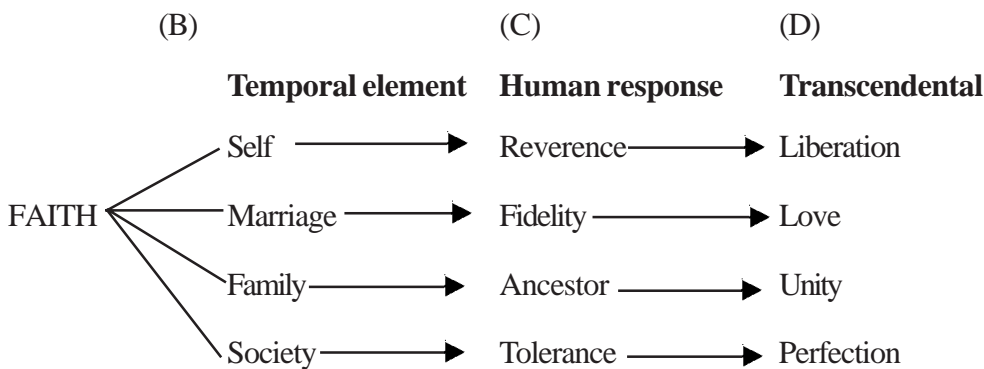 (B) (C) (D)
Temporal element Human response Transcendental
Self Reverence Liberation
FAITH Marriage Fidelity Love
Family Ancestor Unity
Society Tolerance Perfection